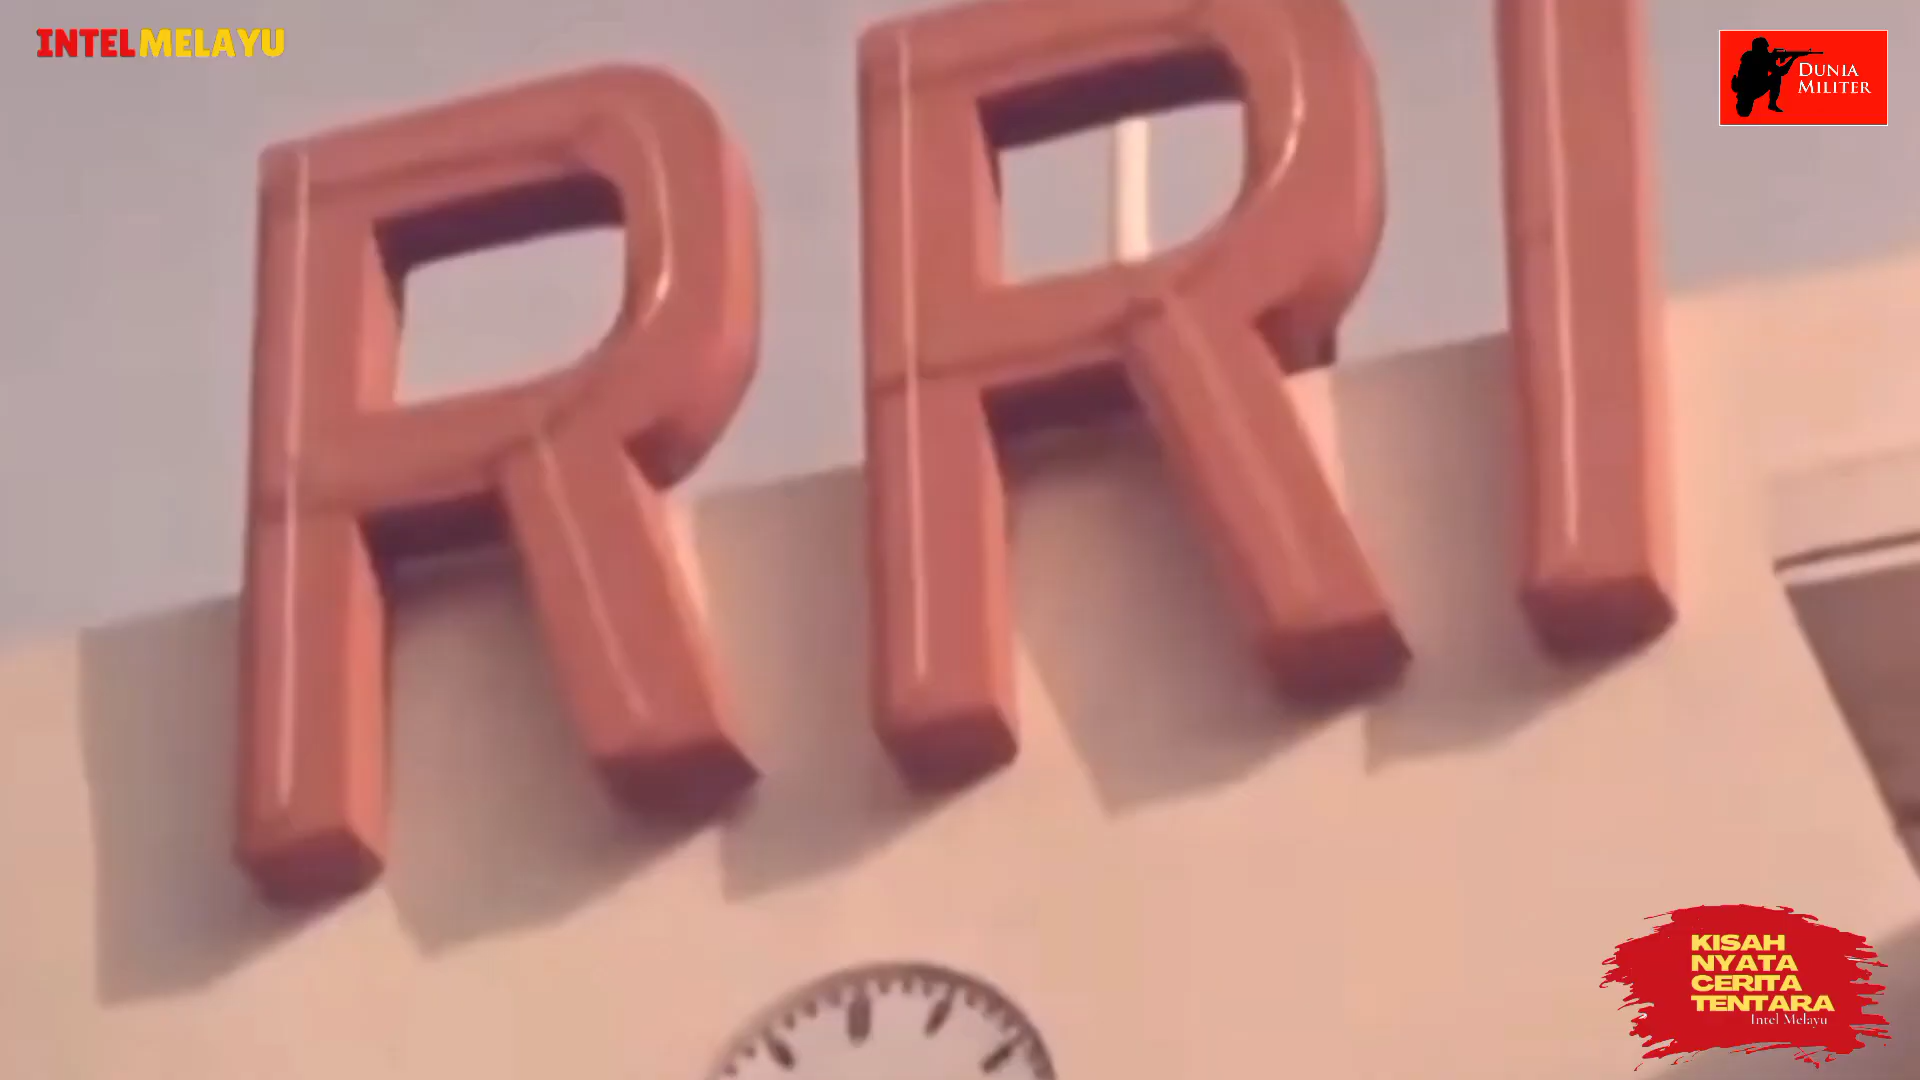 INTELMELAYU
DUNIA
MILITER
RRI
KISAH
NYATA
CERITA
TENTARA
Intel Melayu